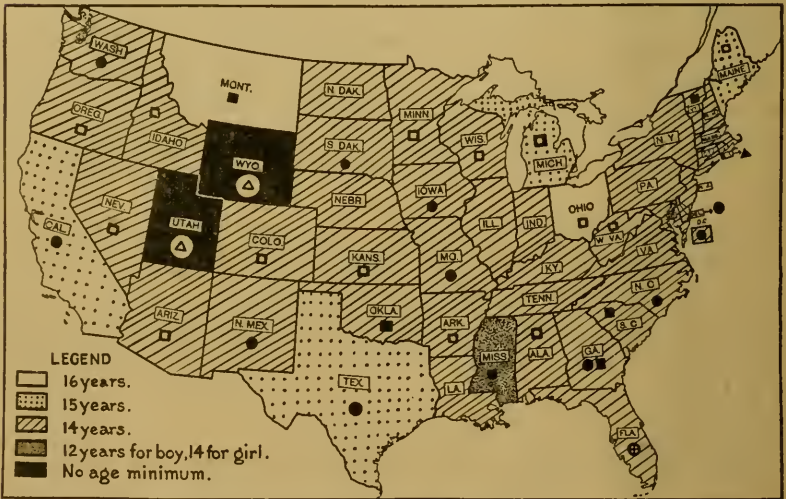 WASH.
MONT.
N. DAK.
MINN.
MAINE
OREG.
IDAHO
WYO.
S. DAK.
WIS.
MICH.
N.Y.
NEV.
UTAH
COLO.
NEBR
IOWA
ILL.
IND.
OHIO
PA.
W. VA.
VA.
CAL.
KANS.
MO.
KY.
N. C.
ARIZ.
N. MEX.
OKLA.
ARK.
TENN.
S. C.
TEX.
LA.
MISS.
ALA.
GA.
FLA.
LEGEND
16 years.
15 years.
14 years.
12 years for boy, 14 for girl.
No age minimum.